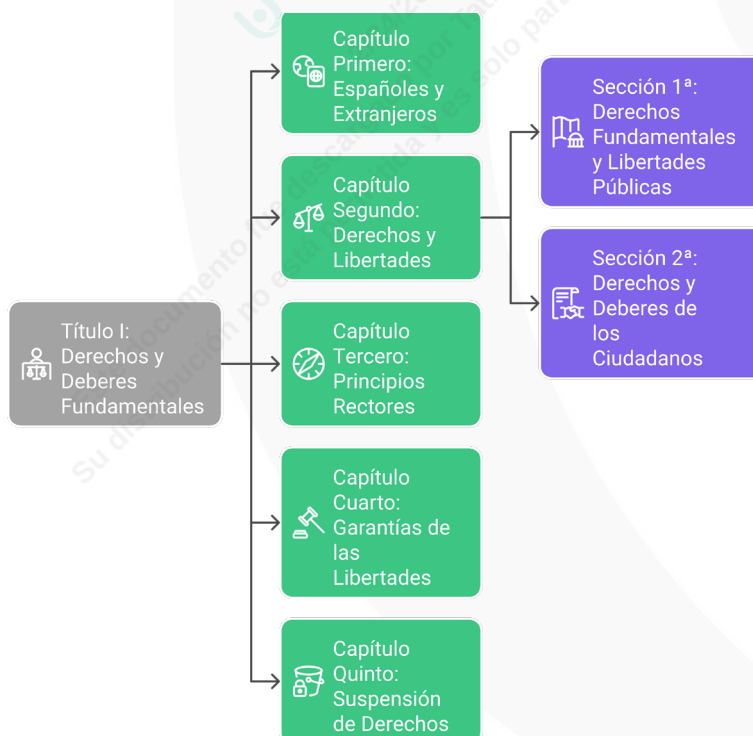 Título I:
Derechos y
Deberes
Fundamentales
Capítulo
Primero:
Españoles y
Extranjeros
Capítulo
Segundo:
Derechos y
Libertades
Capítulo
Tercero:
Principios
Rectores
Capítulo
Cuarto:
Garantías de
las
Libertades
Capítulo
Quinto:
Suspensión
de Derechos
Sección 1ª:
Derechos
Fundamentales
y Libertades
Públicas
Sección 2ª:
Derechos y
Deberes de
los
Ciudadanos